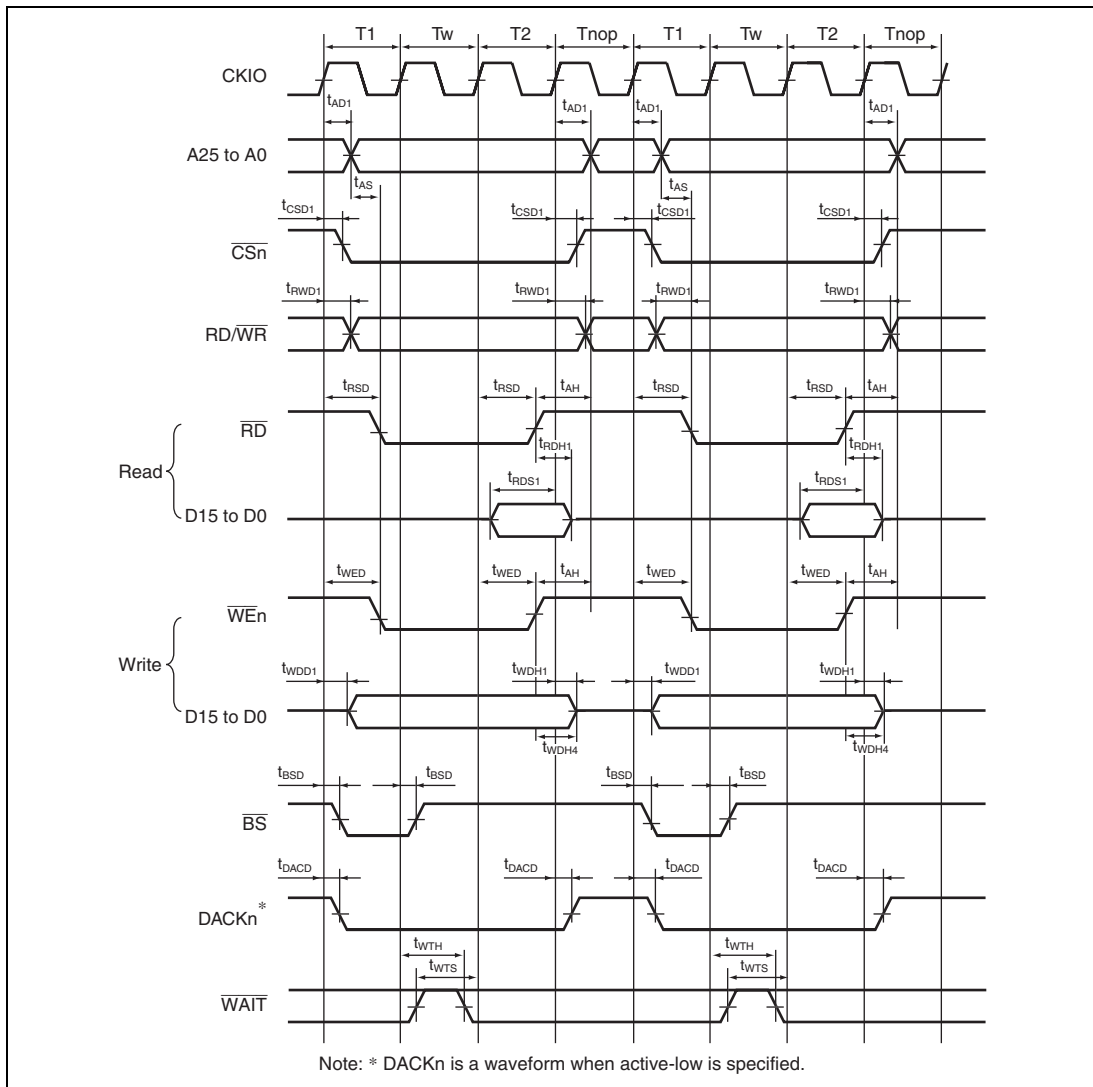 T1 Tw T2 Tnop T1 Tw T2 Tnop
CKIO
tAD1 tAD1 tAD1 tAD1
A25 to A0
tAS tAS
tCSD1 tCSD1 tCSD1 tCSD1
CSn
tRWD1 tRWD1 tRWD1 tRWD1
RD/WR
tRSD tRSD tAH tRSD tRSD tAH
RD
tRDH1 tRDH1
Read
tRDS1 tRDS1
D15 to D0
tWED tWED tAH tWED tWED tAH
WEn
Write
tWDD1 tWDH1 tWDD1 tWDH1
D15 to D0
tWDH4 tWDH4
tBSD tBSD tBSD tBSD
BS
tDACD tDACD tDACD tDACD
DACKn*
tWTH tWTH
tWTS tWTS
WAIT
Note: * DACKn is a waveform when active-low is specified.